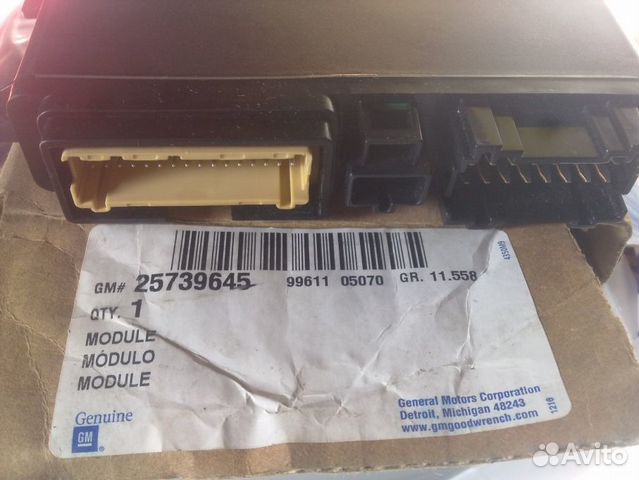 GM# 25739645 99611 05070 GR. 11.558
QTY. 1
MODULE
MÓDULO
MODULE
Genuine
GM
General Motors Corporation
Detroit, Michigan 48243
www.gmgoodwrench.com
1218
Avito